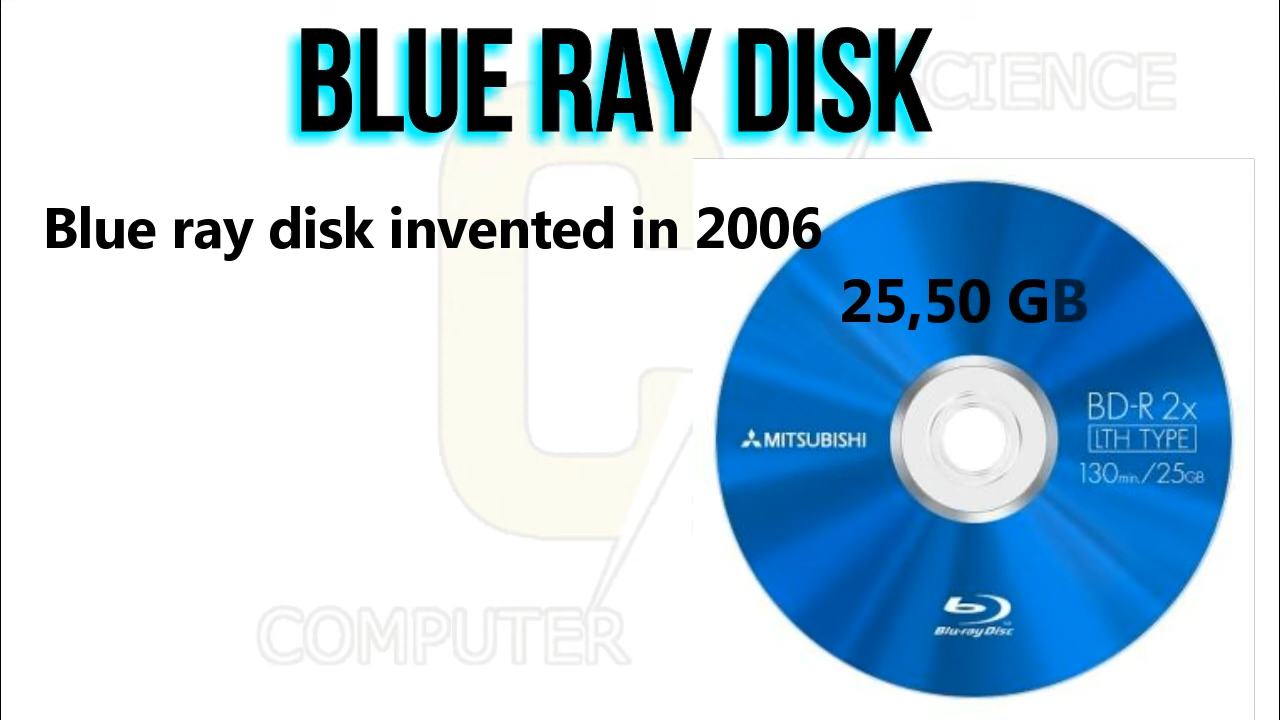 BLUE RAY DISK
CIENCE
Blue ray disk invented in 2006
25,50 GB
MITSUBISHI
BD-R 2x
LTH TYPE
130min./25GB
Blu-ray Disc
COMPUTER